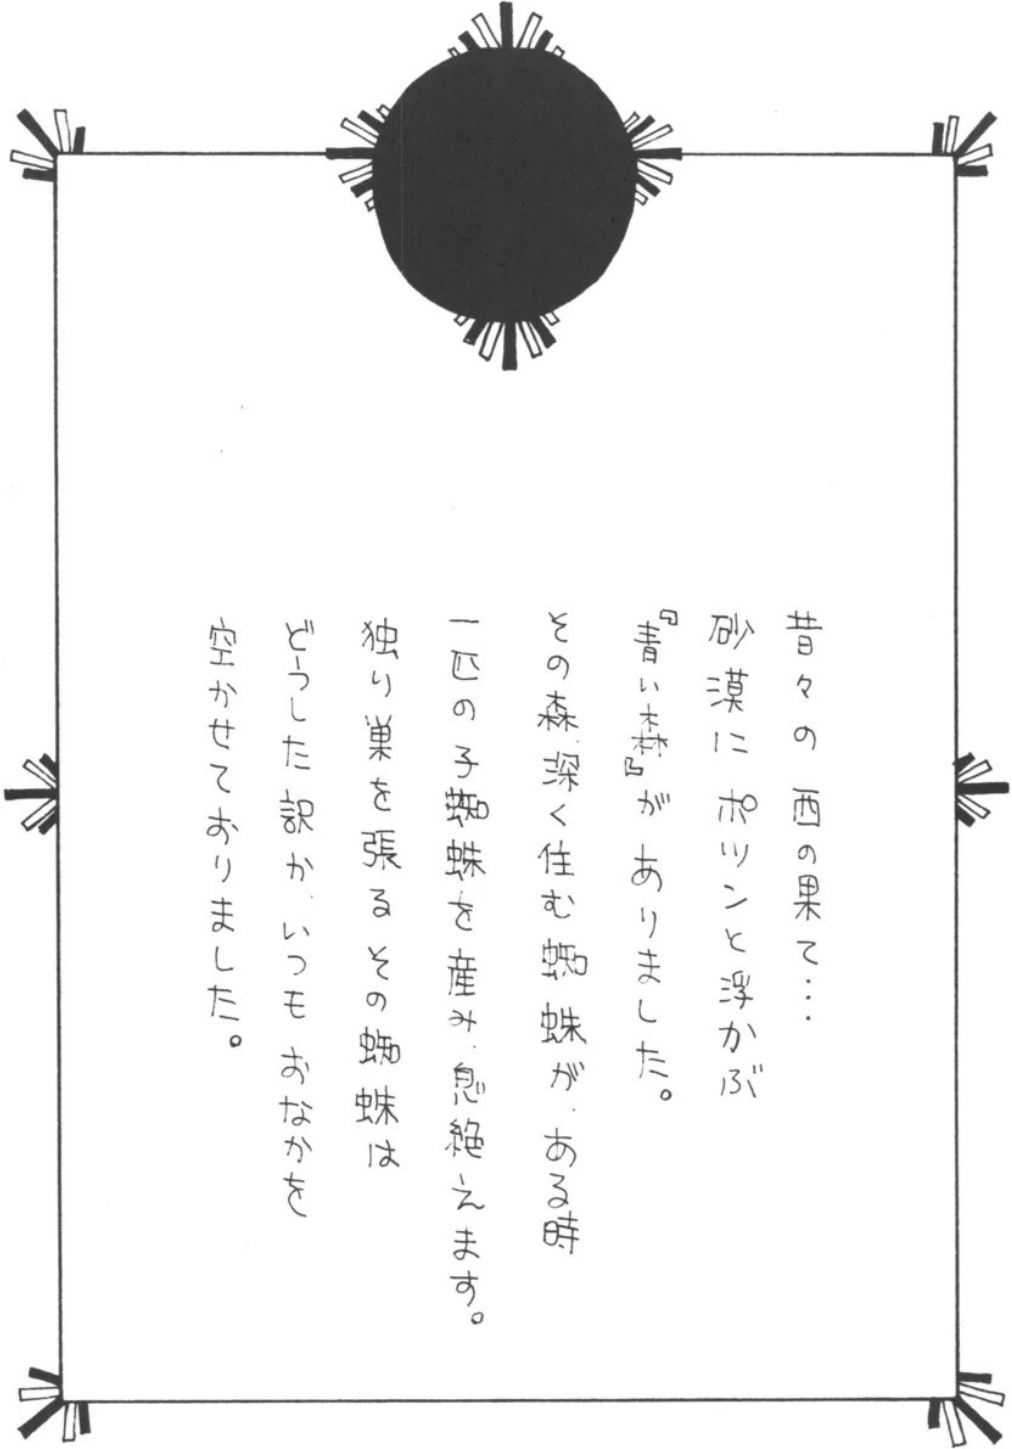 昔々の 西の果て・・・
砂漠に ポツンと浮かぶ
『青い森』が ありました。
その森深く住む蜘蛛が、ある時
一匹の子蜘蛛を産み、息絶えます。
独り巣を張るその蜘蛛は
どうした訳か、いつも おなかを
空かせておりました。